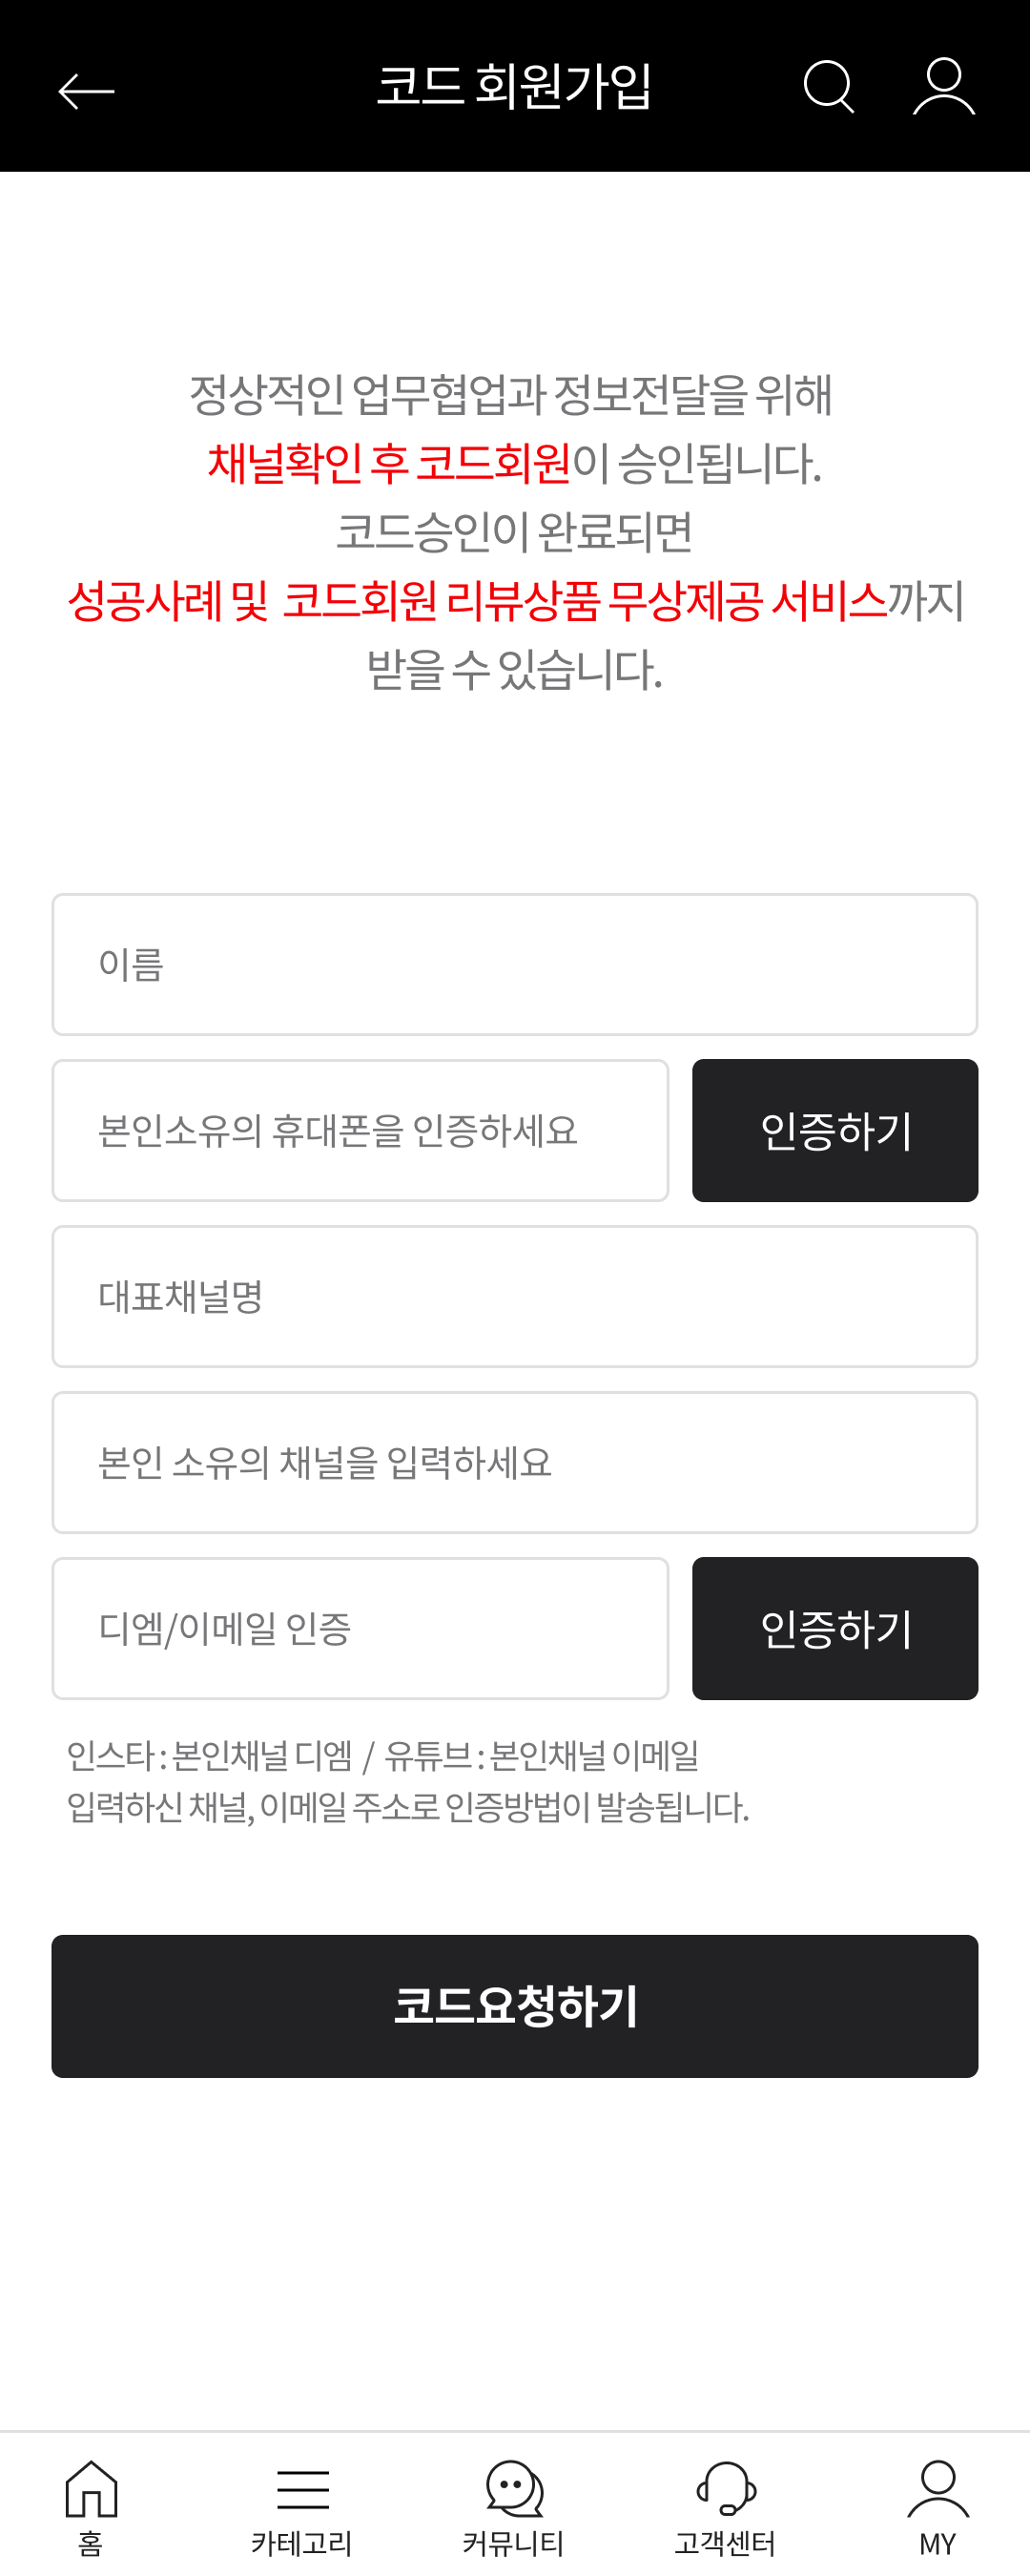 코드 회원가입
정상적인 업무협업과 정보전달을 위해
채널확인 후 코드회원이 승인됩니다.
코드승인이 완료되면
성공사례 및 코드회원 리뷰상품 무상제공 서비스까지
받을 수 있습니다.
이름
본인소유의 휴대폰을 인증하세요
인증하기
대표채널명
본인 소유의 채널을 입력하세요
디엠/이메일 인증
인증하기
인스타 : 본인채널 디엠 / 유튜브 : 본인채널 이메일
입력하신 채널, 이메일 주소로 인증방법이 발송됩니다.
코드요청하기
홈
카테고리
커뮤니티
고객센터
MY